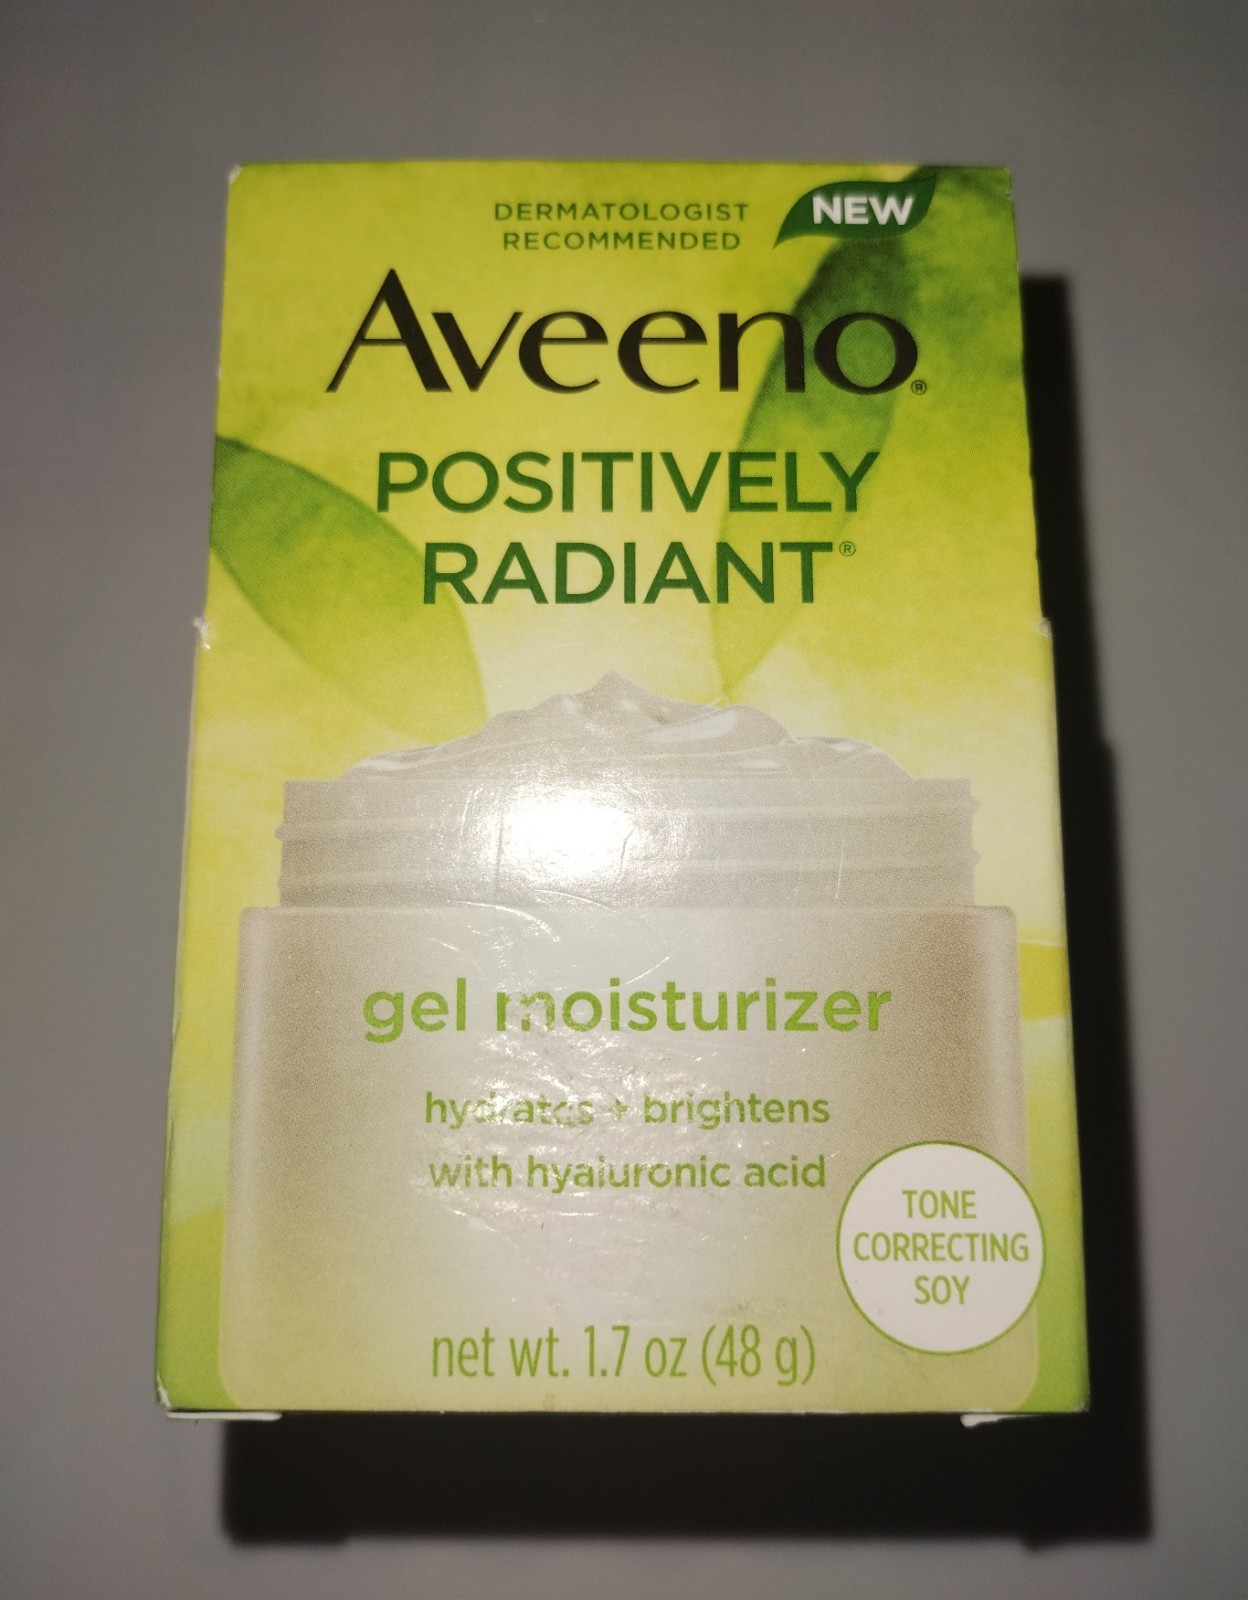 DERMATOLOGIST
RECOMMENDED
NEW
Aveeno®
POSITIVELY
RADIANT®
gel moisturizer
hydrates + brightens
with hyaluronic acid
TONE
CORRECTING
SOY
net wt. 1.7 oz (48 g)